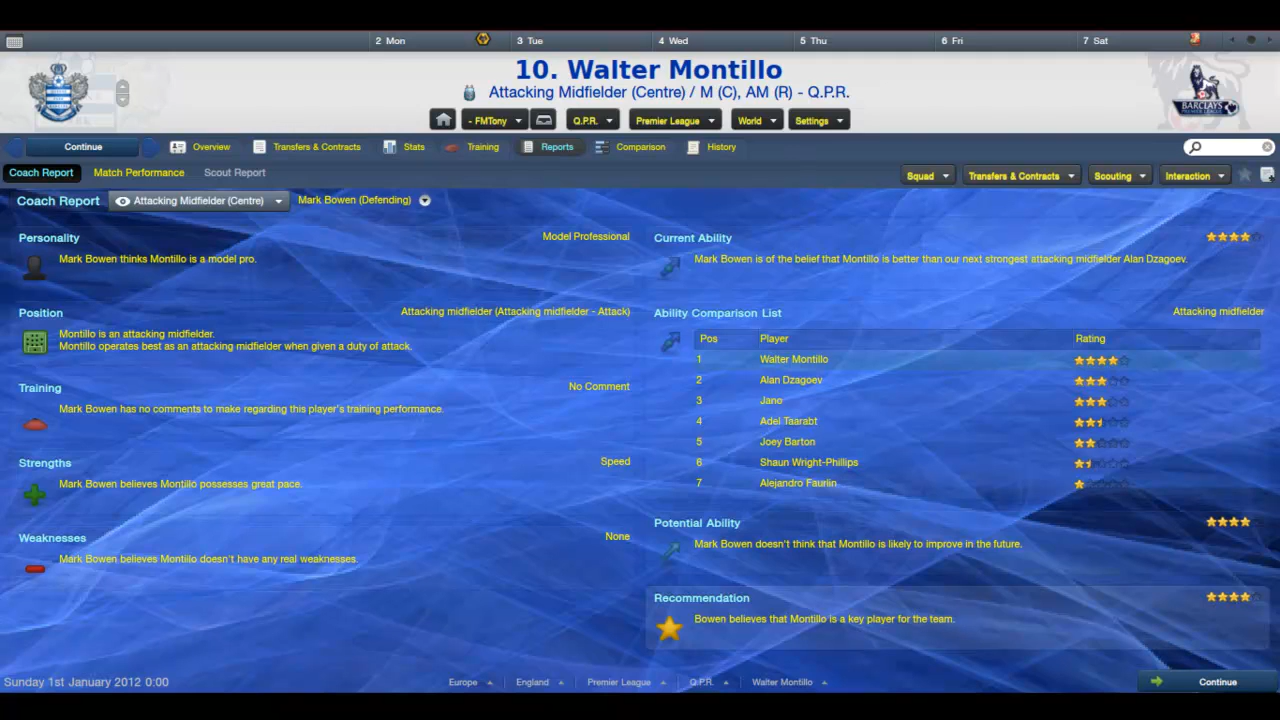 2 Mon
3 Tue
4 Wed
5 Thu
6 Fri
7 Sat
10. Walter Montillo
Attacking Midfielder (Centre) / M (C), AM (R) - Q.P.R.
BARCLAYS
- FMTony
Q.P.R.
Premier League
World
Settings
Continue
Overview
Transfers & Contracts
Stats
Training
Reports
Comparison
History
Coach Report
Match Performance
Scout Report
Squad
Transfers & Contracts
Scouting
Interaction
Coach Report
Attacking Midfielder (Centre)
Mark Bowen (Defending)
Personality
Model Professional
Mark Bowen thinks Montillo is a model pro.
Position
Attacking midfielder (Attacking midfielder - Attack)
Montillo is an attacking midfielder.
Montillo operates best as an attacking midfielder when given a duty of attack.
Training
No Comment
Mark Bowen has no comments to make regarding this player's training performance.
Strengths
Speed
Mark Bowen believes Montillo possesses great pace.
Weaknesses
None
Mark Bowen believes Montillo doesn't have any real weaknesses.
Current Ability
Mark Bowen is of the belief that Montillo is better than our next strongest attacking midfielder Alan Dzagoev.
Ability Comparison List
Attacking midfielder
Pos Player Rating
1 Walter Montillo
2 Alan Dzagoev
3 Jano
4 Adel Taarabt
5 Joey Barton
6 Shaun Wright-Phillips
7 Alejandro Faurlin
Potential Ability
Mark Bowen doesn't think that Montillo is likely to improve in the future.
Recommendation
Bowen believes that Montillo is a key player for the team.
Sunday 1st January 2012 0:00
Europe
England
Premier League
Q.P.R.
Walter Montillo
Continue